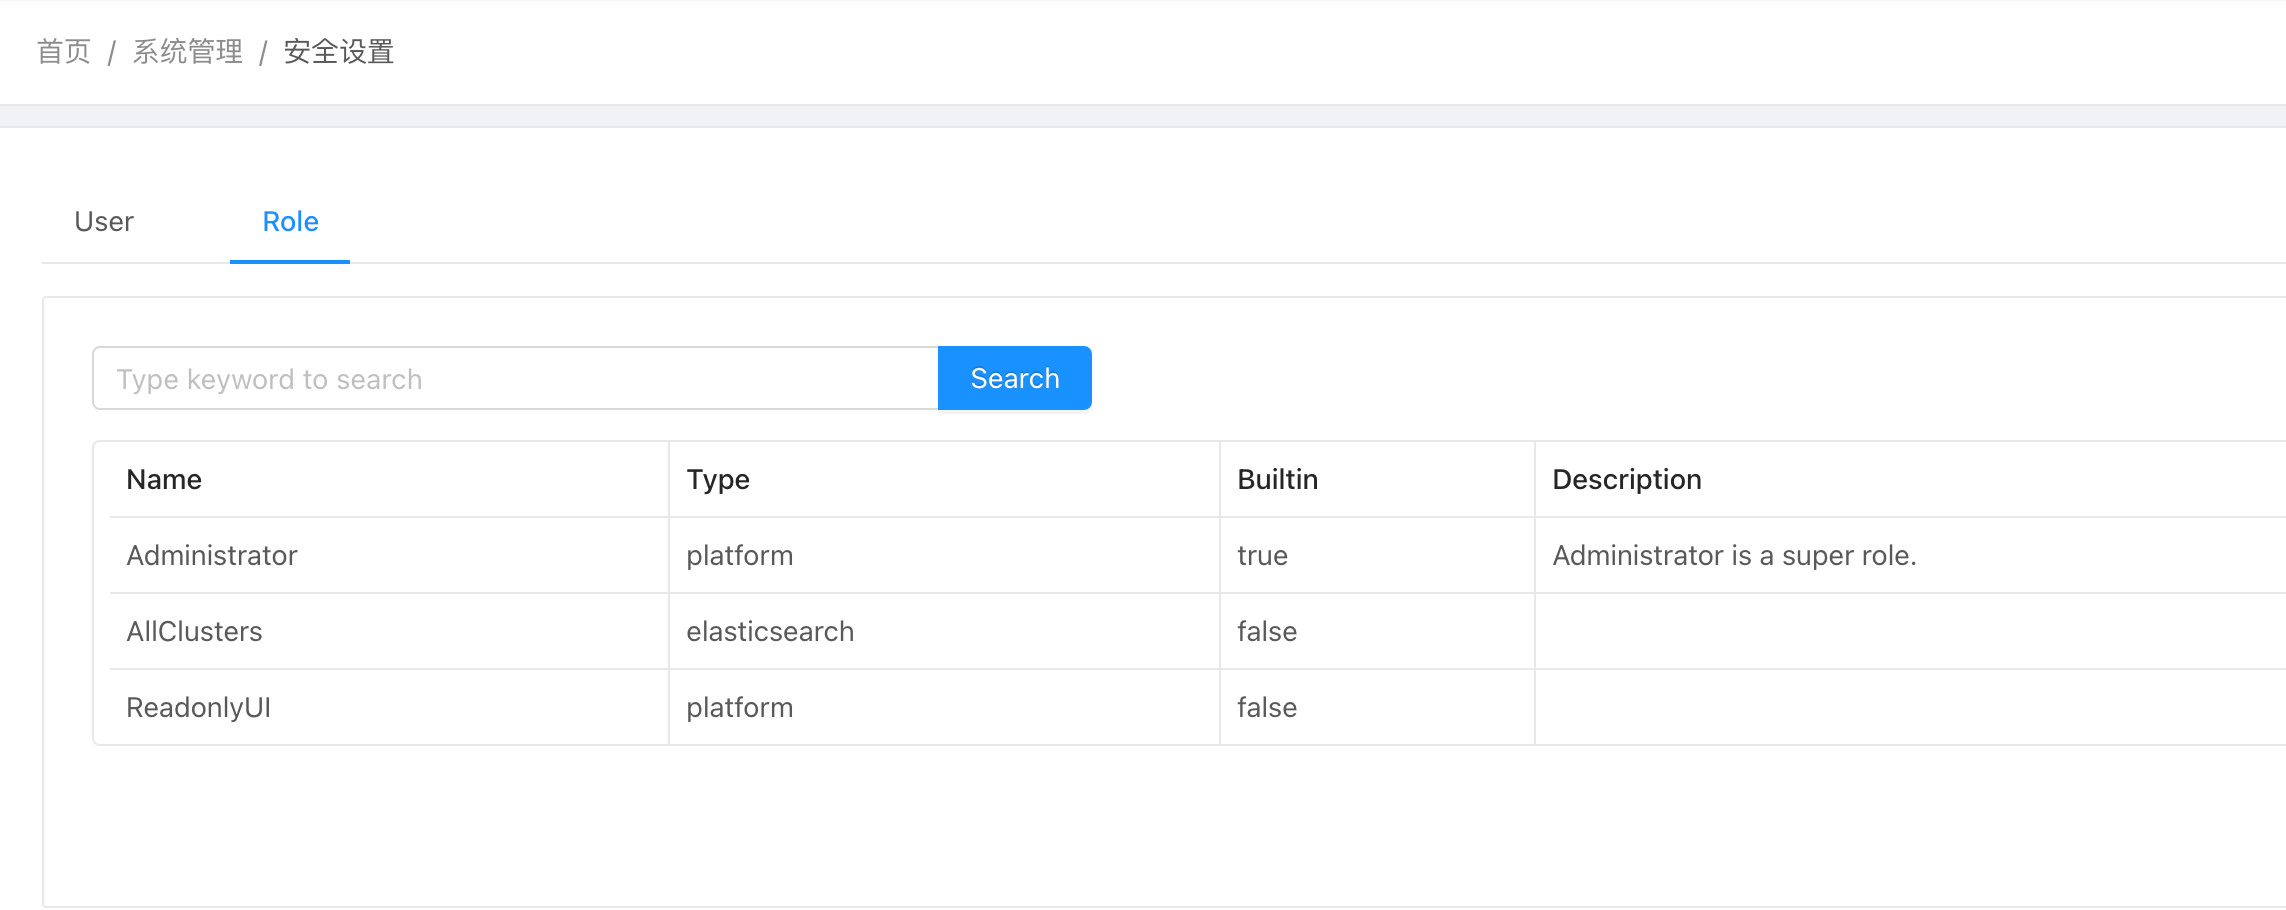 首页 / 系统管理 / 安全设置
User Role
Type keyword to search Search
Name Type Builtin Description
Administrator platform true Administrator is a super role.
AllClusters elasticsearch false
ReadonlyUI platform false